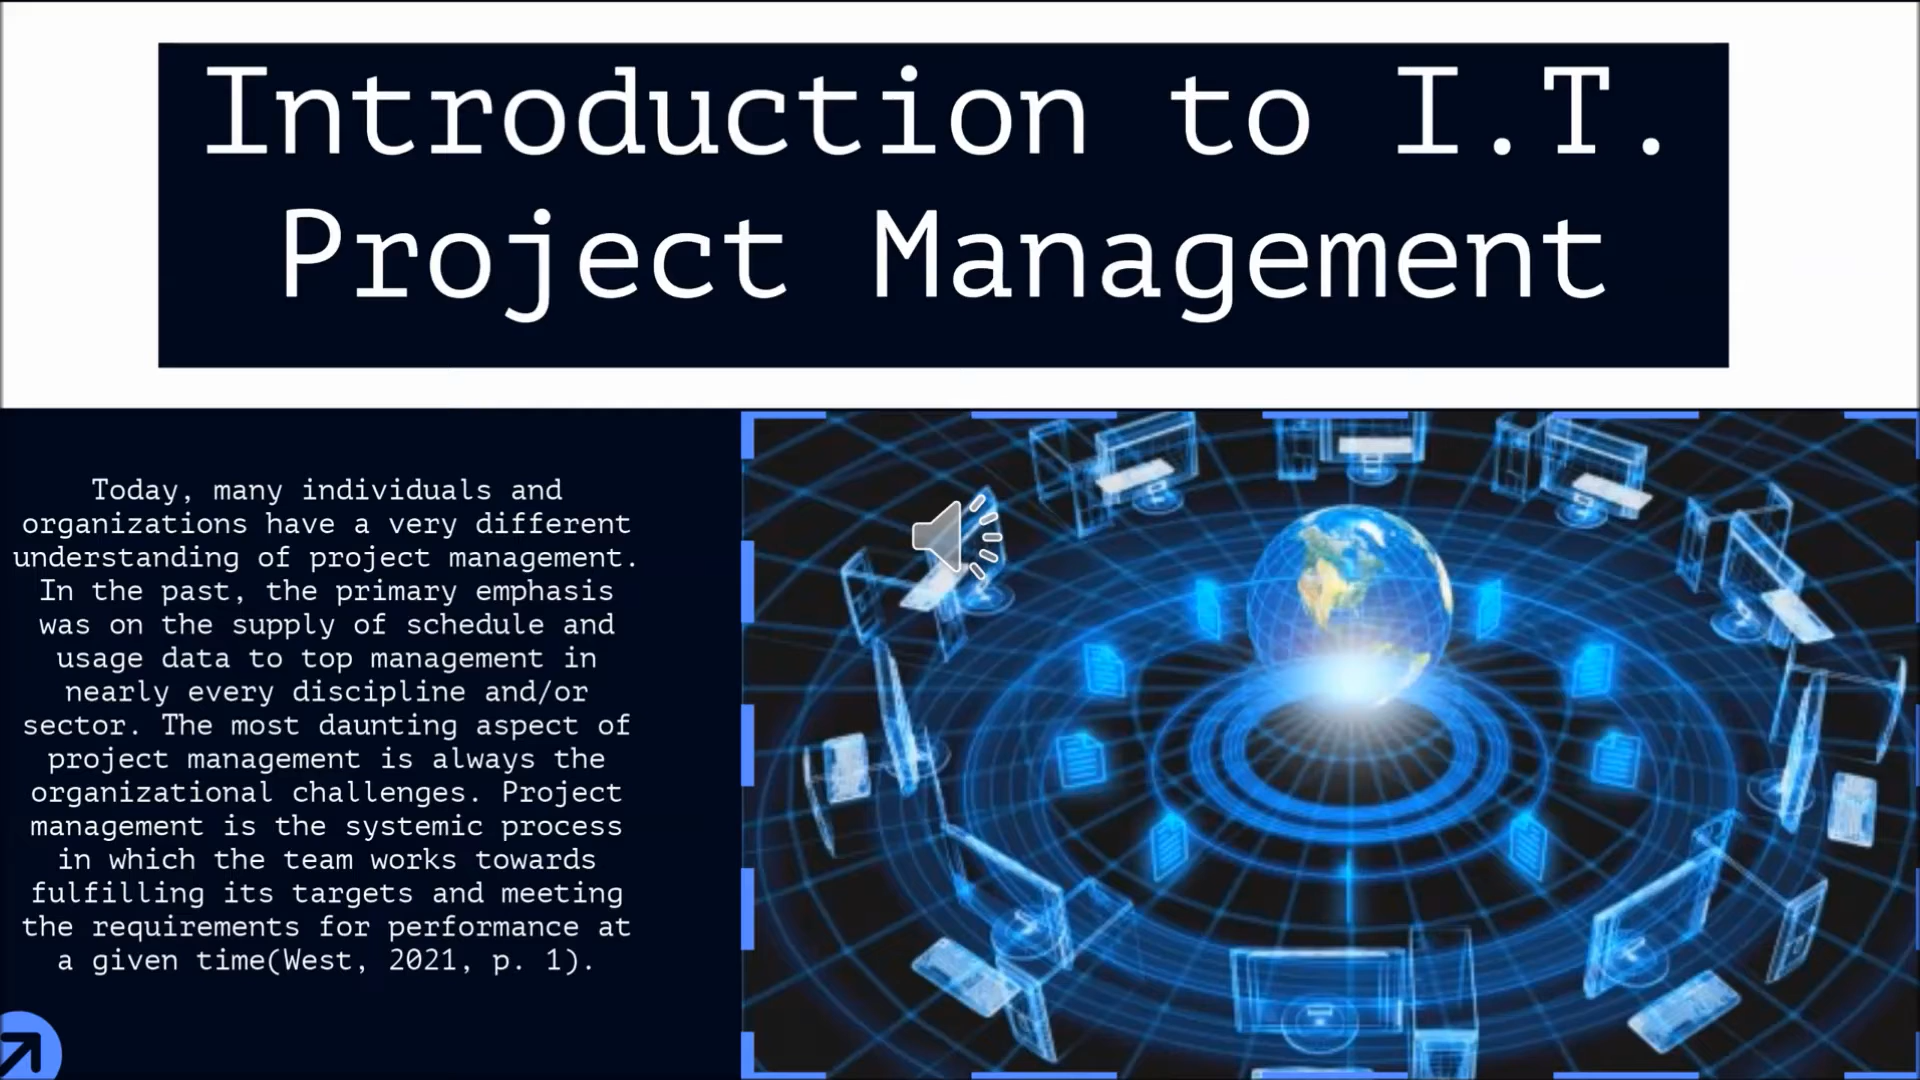 Introduction to I.T.
Project Management
Today, many individuals and
organizations have a very different
understanding of project management.
In the past, the primary emphasis
was on the supply of schedule and
usage data to top management in
nearly every discipline and/or
sector. The most daunting aspect of
project management is always the
organizational challenges. Project
management is the systemic process
in which the team works towards
fulfilling its targets and meeting
the requirements for performance at
a given time(West, 2021, p. 1).